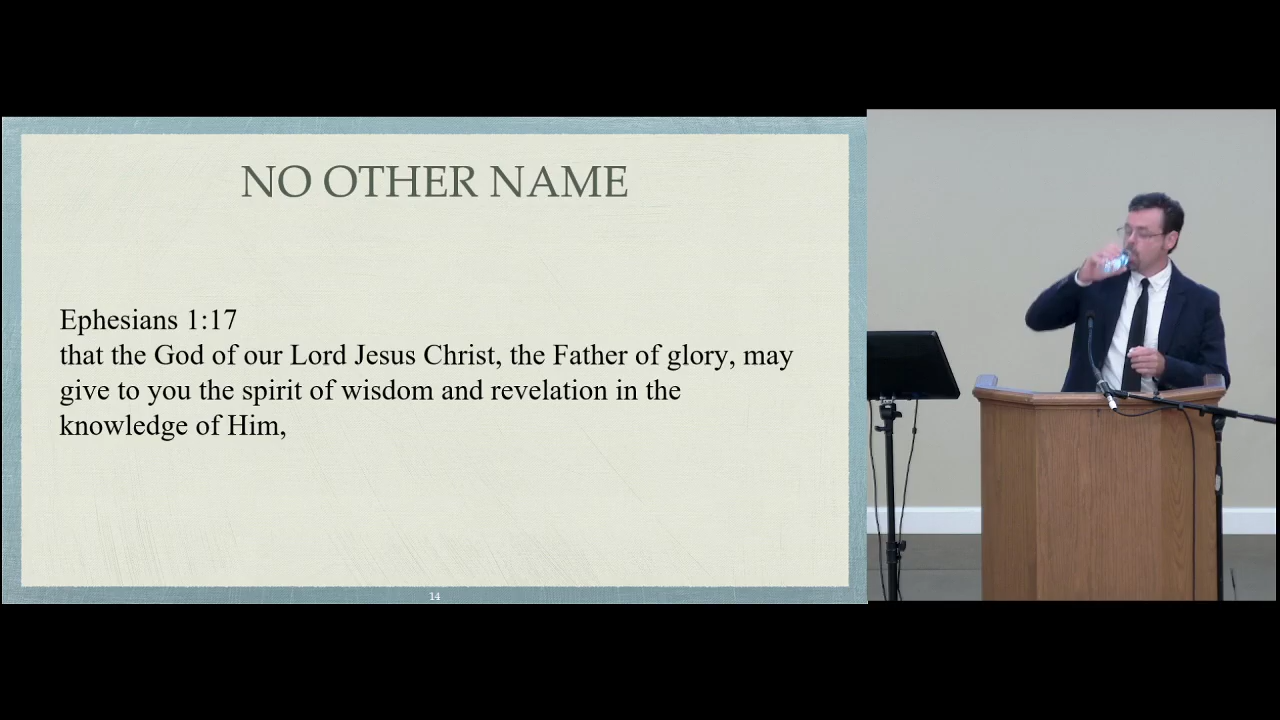 NO OTHER NAME
Ephesians 1:17
that the God of our Lord Jesus Christ, the Father of glory, may
give to you the spirit of wisdom and revelation in the
knowledge of Him,
14